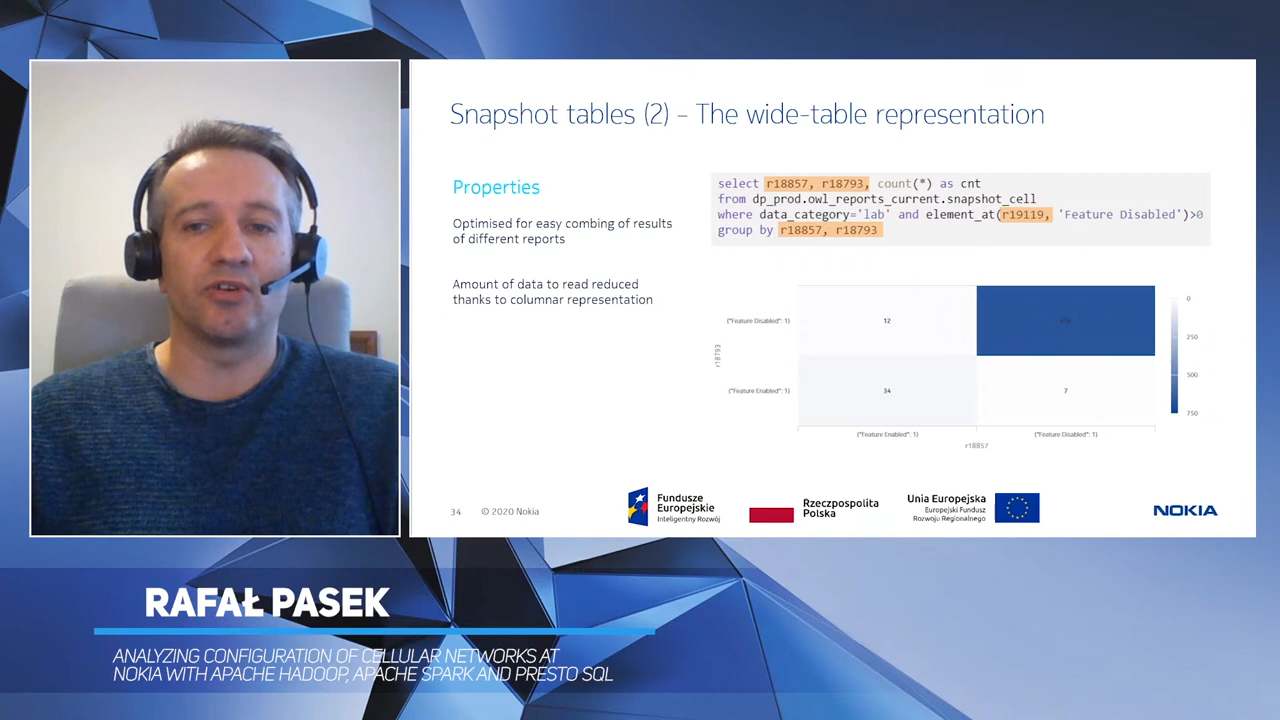 Snapshot tables (2) – The wide-table representation
Properties
Optimised for easy combing of results
of different reports
Amount of data to read reduced
thanks to columnar representation
select r18857, r18793, count(*) as cnt
from dp_prod.owl_reports_current.snapshot_cell
where data_category='lab' and element_at(r19119, 'Feature Disabled')>0
group by r18857, r18793
{"Feature Disabled": 1}
12
{"Feature Enabled": 1}
34
7
r18793
{"Feature Enabled": 1}
{"Feature Disabled": 1}
r18857
0
250
500
750
34
© 2020 Nokia
Fundusze
Europejskie
Inteligentny Rozwój
Rzeczpospolita
Polska
Unia Europejska
Europejski Fundusz
Rozwoju Regionalnego
NOKIA
RAFAŁ PASEK
ANALYZING CONFIGURATION OF CELLULAR NETWORKS AT
NOKIA WITH APACHE HADOOP, APACHE SPARK AND PRESTO SQL